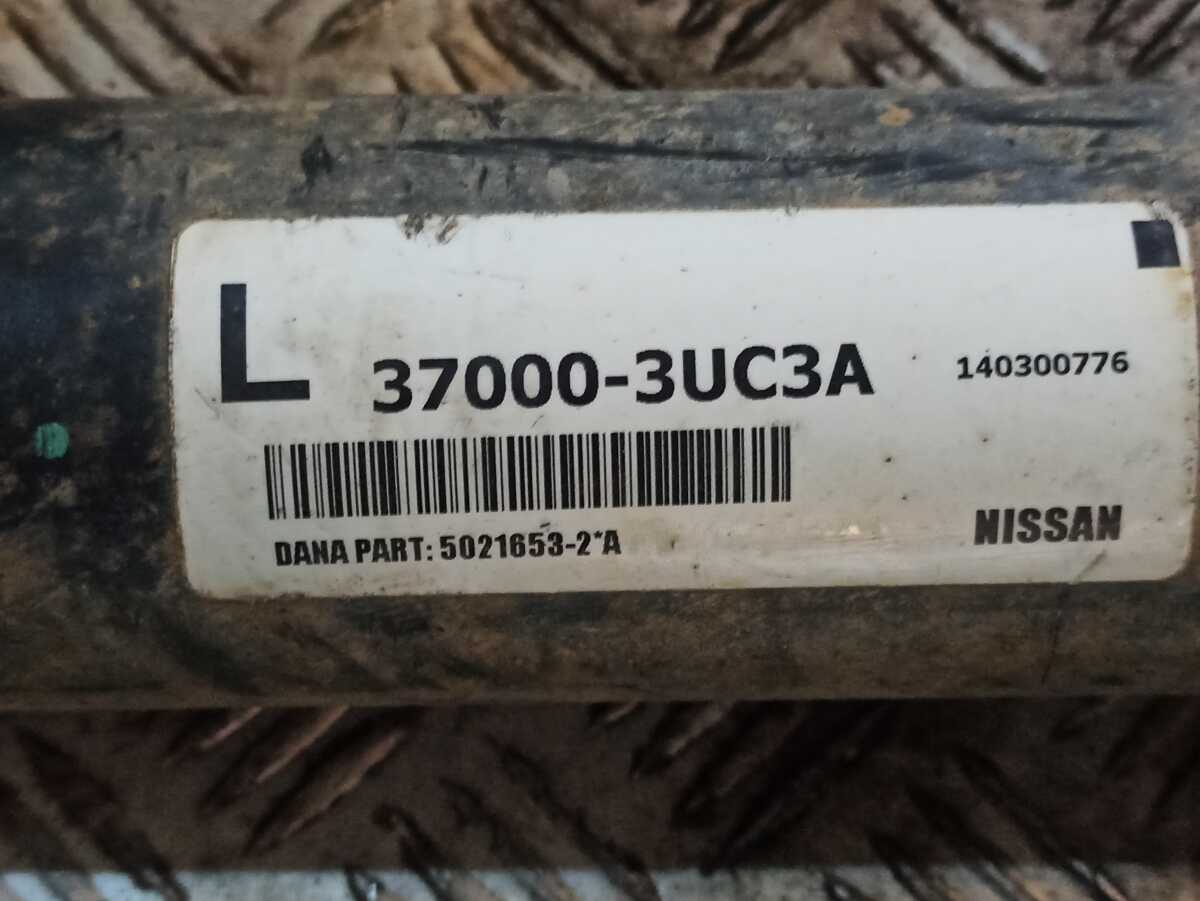 L 37000-3UC3A 140300776
DANA PART: 5021653-2*A
NISSAN